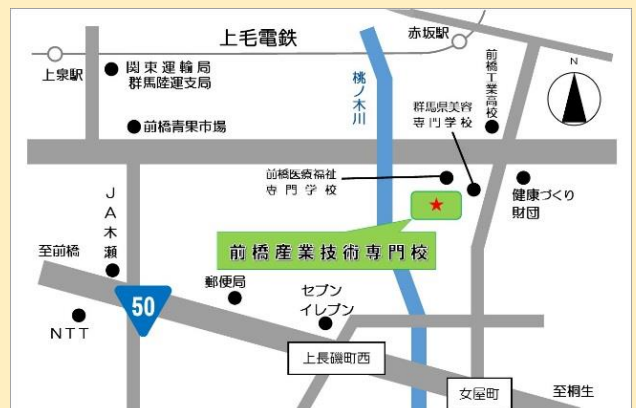 上毛電鉄
赤坂駅
上泉駅
関東運輸局
群馬陸運支局
前橋工業高校
N
桃ノ木川
群馬県美容
専門学校
前橋青果市場
前橋医療福祉
専門学校
健康づくり
財団
JA木瀬
★
前橋産業技術専門校
至前橋
郵便局
セブン
イレブン
50
NTT
上長磯町西
女屋町
至桐生